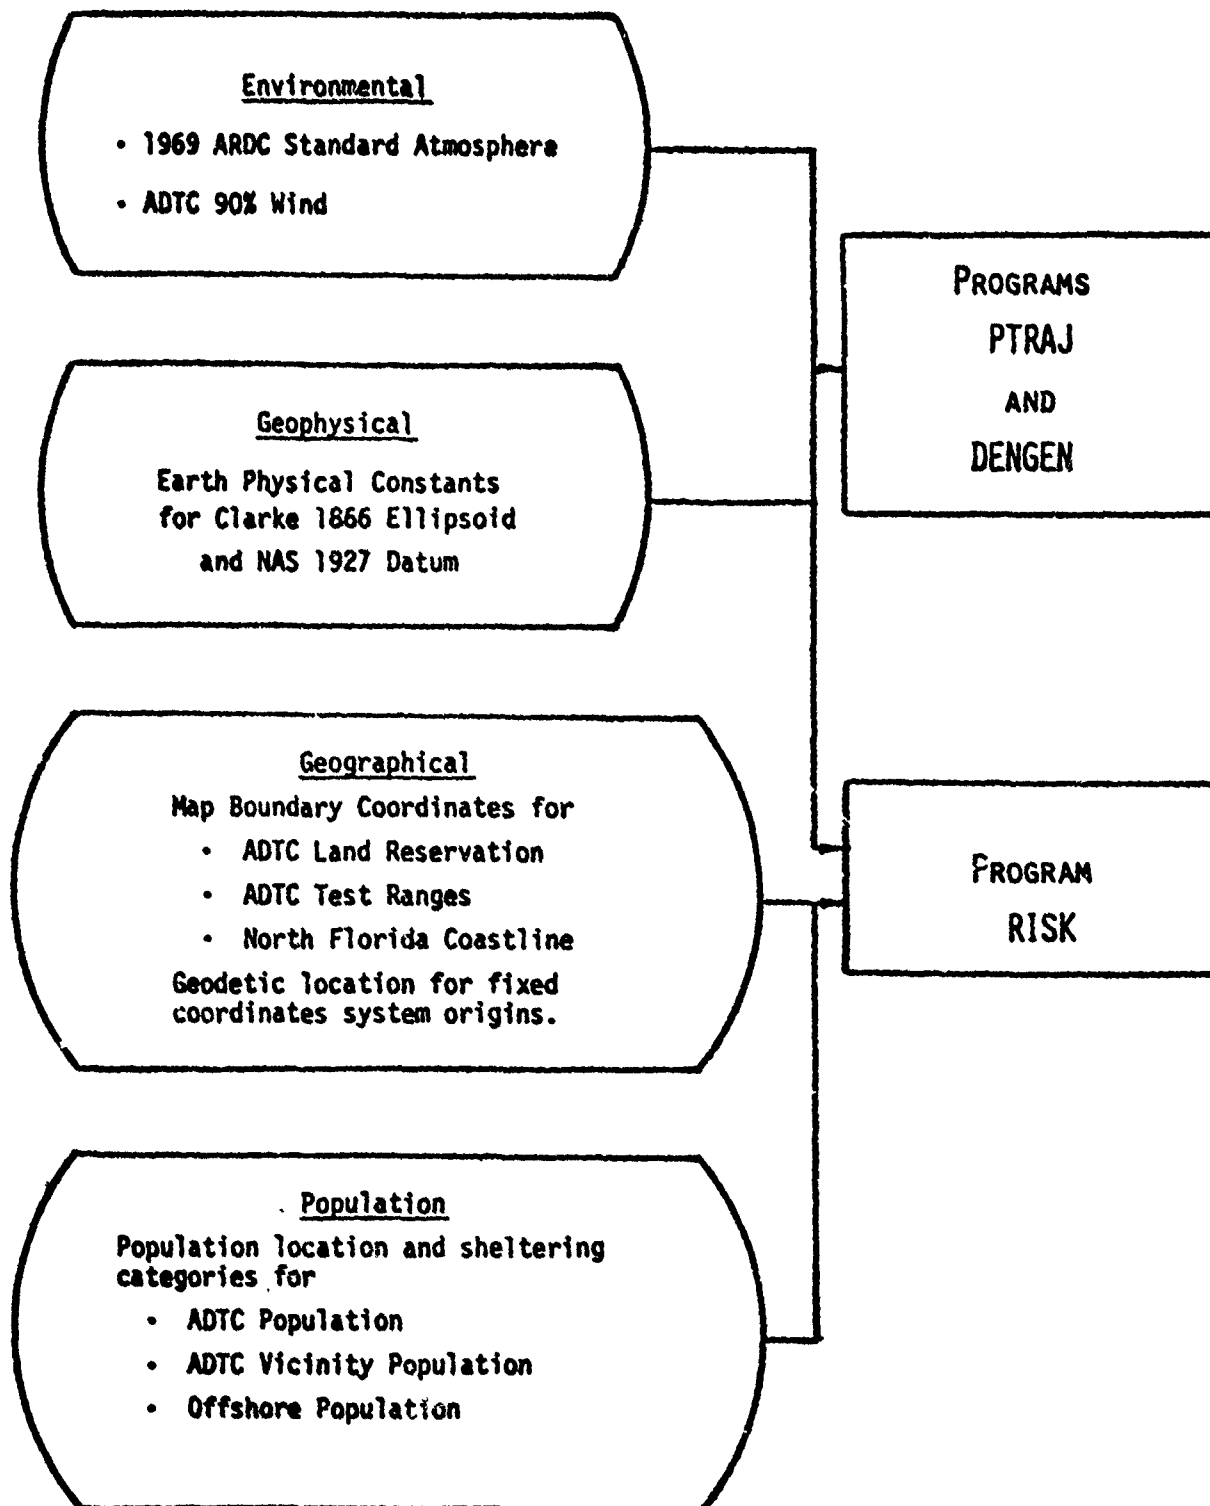 Environmental
• 1969 ARDC Standard Atmosphere
• ADTC 90% Wind
Geophysical
Earth Physical Constants
for Clarke 1866 Ellipsoid
and NAS 1927 Datum
Geographical
Map Boundary Coordinates for
• ADTC Land Reservation
• ADTC Test Ranges
• North Florida Coastline
Geodetic location for fixed
coordinates system origins.
Population
Population location and sheltering
categories for
• ADTC Population
• ADTC Vicinity Population
• Offshore Population
PROGRAMS
PTRAJ
AND
DENGEN
PROGRAM
RISK